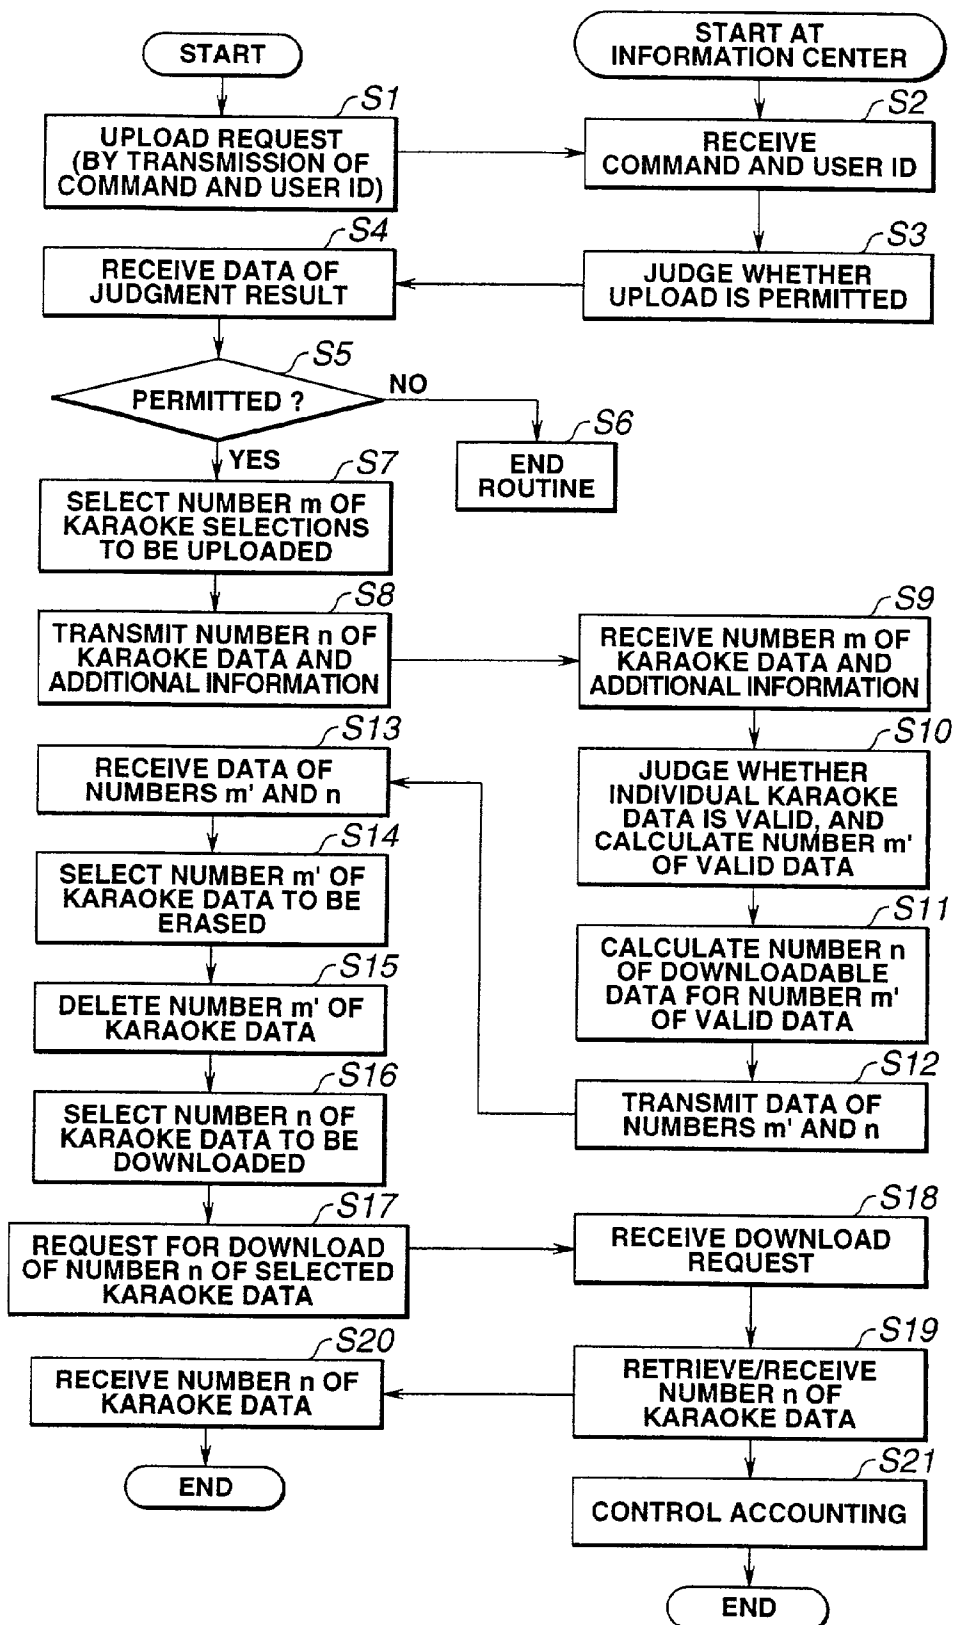 START
START AT
INFORMATION CENTER
S1
UPLOAD REQUEST
(BY TRANSMISSION OF
COMMAND AND USER ID)
S2
RECEIVE
COMMAND AND USER ID
S3
JUDGE WHETHER
UPLOAD IS PERMITTED
S4
RECEIVE DATA OF
JUDGMENT RESULT
S5
PERMITTED ?
NO
S6
END
ROUTINE
YES
S7
SELECT NUMBER m OF
KARAOKE SELECTIONS
TO BE UPLOADED
S8
TRANSMIT NUMBER n OF
KARAOKE DATA AND
ADDITIONAL INFORMATION
S9
RECEIVE NUMBER m OF
KARAOKE DATA AND
ADDITIONAL INFORMATION
S10
JUDGE WHETHER
INDIVIDUAL KARAOKE
DATA IS VALID, AND
CALCULATE NUMBER m'
OF VALID DATA
S11
CALCULATE NUMBER n
OF DOWNLOADABLE
DATA FOR NUMBER m'
OF VALID DATA
S12
TRANSMIT DATA OF
NUMBERS m' AND n
S13
RECEIVE DATA OF
NUMBERS m' AND n
S14
SELECT NUMBER m' OF
KARAOKE DATA TO BE
ERASED
S15
DELETE NUMBER m' OF
KARAOKE DATA
S16
SELECT NUMBER n OF
KARAOKE DATA TO BE
DOWNLOADED
S17
REQUEST FOR DOWNLOAD
OF NUMBER n OF SELECTED
KARAOKE DATA
S18
RECEIVE DOWNLOAD
REQUEST
S19
RETRIEVE/RECEIVE
NUMBER n OF
KARAOKE DATA
S20
RECEIVE NUMBER n OF
KARAOKE DATA
END
S21
CONTROL ACCOUNTING
END